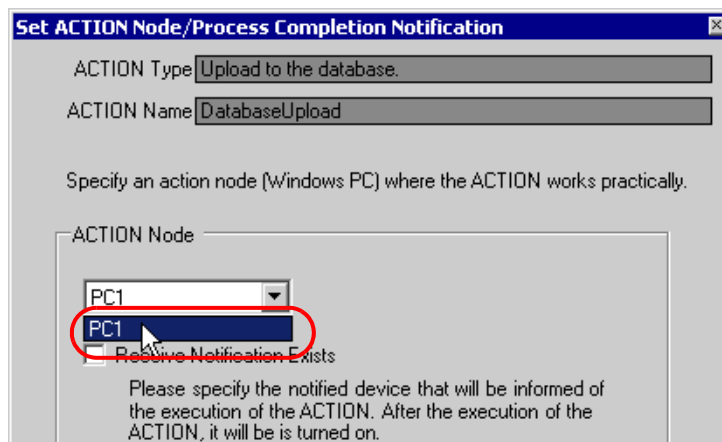 Set ACTION Node/Process Completion Notification
ACTION Type Upload to the database.
ACTION Name DatabaseUpload
Specify an action node (Windows PC) where the ACTION works practically.
ACTION Node
PC1
PC1
Receive Notification Exists
Please specify the notified device that will be informed of
the execution of the ACTION. After the execution of the
ACTION, it will be is turned on.